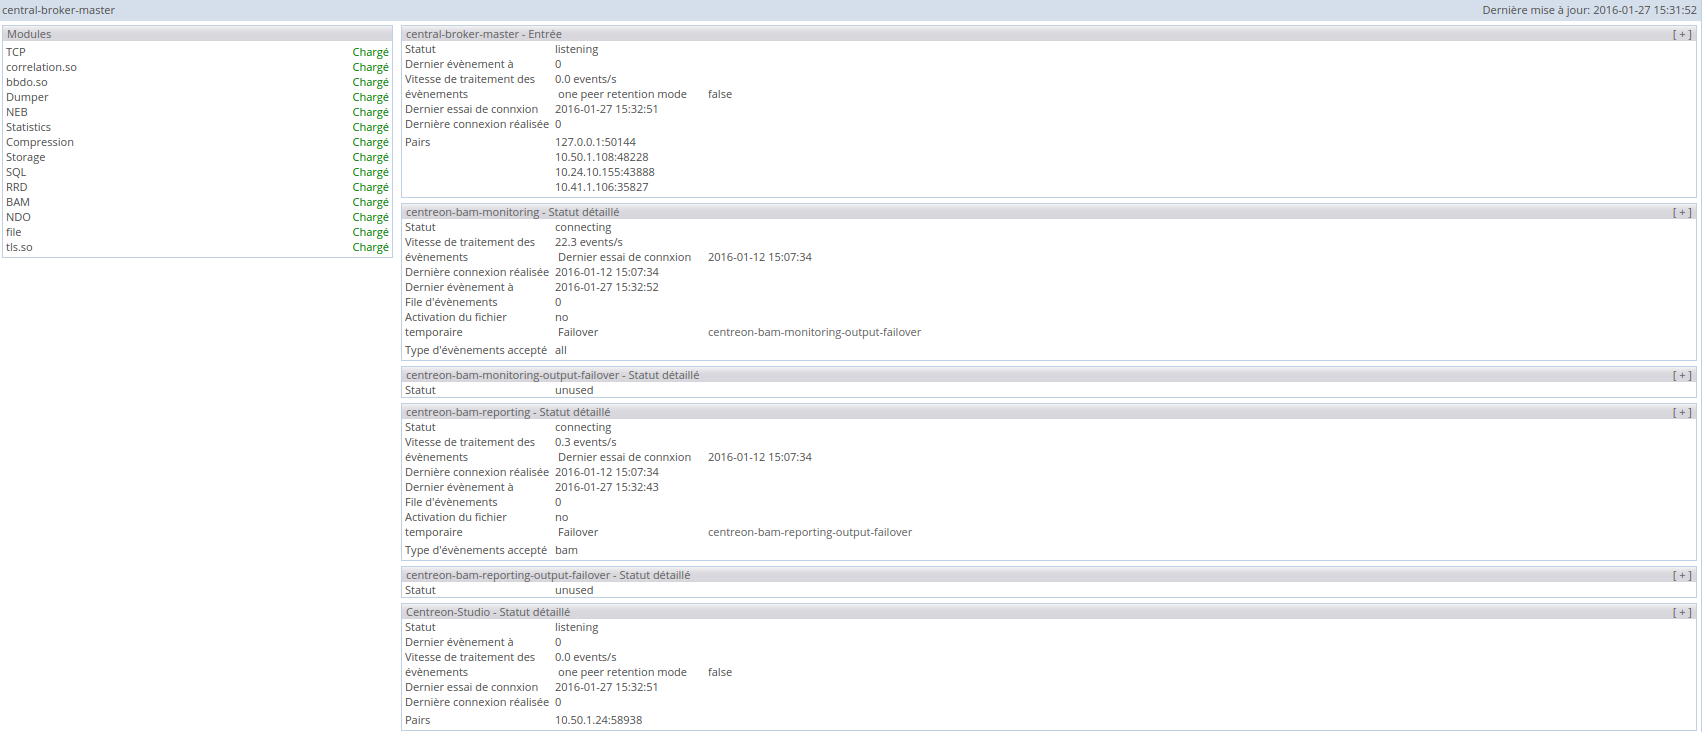 central-broker-master Dernière mise à jour: 2016-01-27 15:31:52
Modules
TCP Chargé
correlation.so Chargé
bbdo.so Chargé
Dumper Chargé
NEB Chargé
Statistics Chargé
Compression Chargé
Storage Chargé
SQL Chargé
RRD Chargé
BAM Chargé
NDO Chargé
file Chargé
tls.so Chargé
central-broker-master - Entrée [ + ]
Statut listening
Dernier évènement à 0
Vitesse de traitement des 0.0 events/s
évènements one peer retention mode false
Dernier essai de connxion 2016-01-27 15:32:51
Dernière connexion réalisée 0
Pairs 127.0.0.1:50144
10.50.1.108:48228
10.24.10.155:43888
10.41.1.106:35827
centreon-bam-monitoring - Statut détaillé [ + ]
Statut connecting
Vitesse de traitement des 22.3 events/s
évènements Dernier essai de connxion 2016-01-12 15:07:34
Dernière connexion réalisée 2016-01-12 15:07:34
Dernier évènement à 2016-01-27 15:32:52
File d'évènements 0
Activation du fichier no
temporaire Failover centreon-bam-monitoring-output-failover
Type d'évènements accepté all
centreon-bam-monitoring-output-failover - Statut détaillé [ + ]
Statut unused
centreon-bam-reporting - Statut détaillé [ + ]
Statut connecting
Vitesse de traitement des 0.3 events/s
évènements Dernier essai de connxion 2016-01-12 15:07:34
Dernière connexion réalisée 2016-01-12 15:07:34
Dernier évènement à 2016-01-27 15:32:43
File d'évènements 0
Activation du fichier no
temporaire Failover centreon-bam-reporting-output-failover
Type d'évènements accepté bam
centreon-bam-reporting-output-failover - Statut détaillé [ + ]
Statut unused
Centreon-Studio - Statut détaillé [ + ]
Statut listening
Dernier évènement à 0
Vitesse de traitement des 0.0 events/s
évènements one peer retention mode false
Dernier essai de connxion 2016-01-27 15:32:51
Dernière connexion réalisée 0
Pairs 10.50.1.24:58938